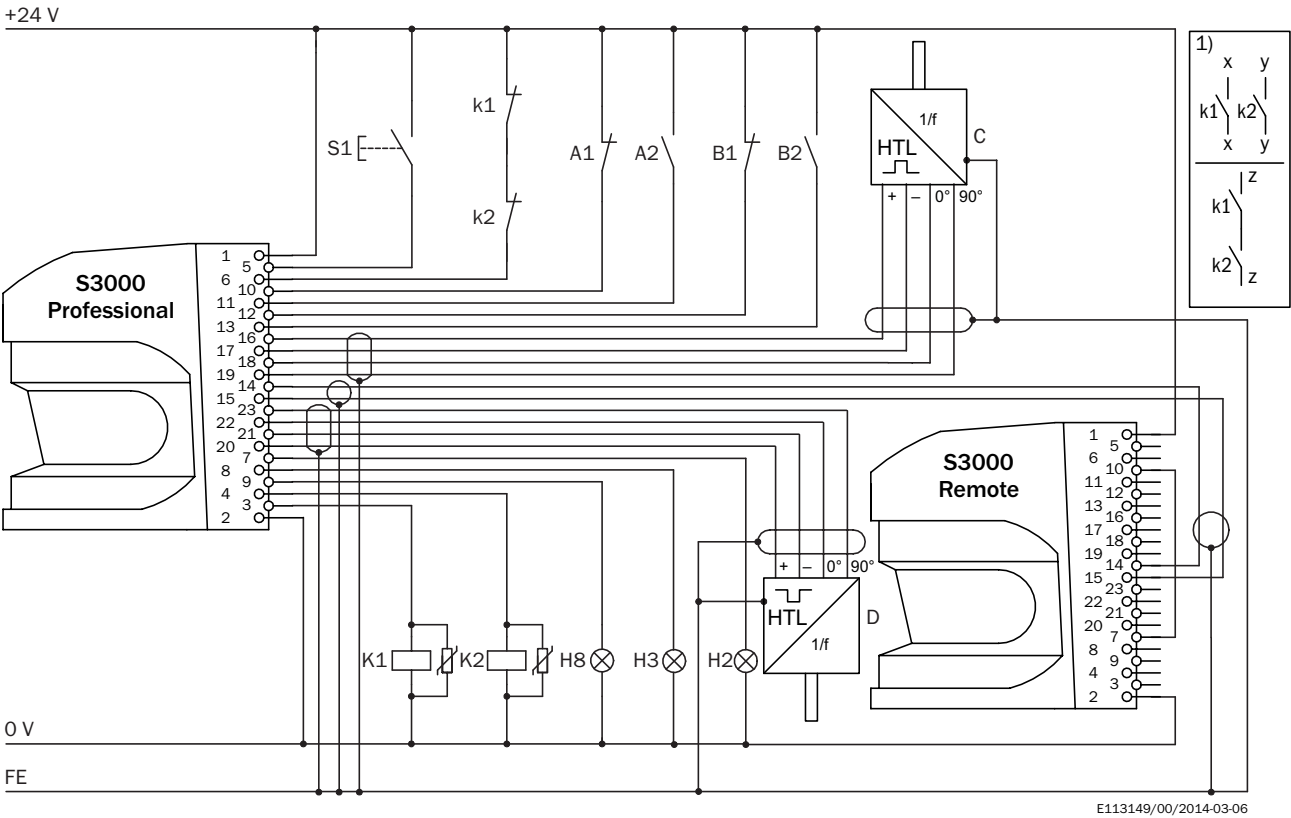 +24 V
1)
x y
k1 k2
x y
z
k1
k2
z
k1
S1
k2
A1 A2 B1 B2
1/f
HTL
C
+ – 0° 90°
S3000
Professional
1
5
6
10
11
12
13
16
17
18
19
14
15
23
22
21
20
7
8
9
4
3
2
S3000
Remote
1
5
6
10
11
12
13
16
17
18
19
14
15
23
22
21
20
7
8
9
4
3
2
+ – 0° 90°
HTL
1/f
D
K1 K2 H8 H3 H2
0 V
FE
E113149/00/2014-03-06